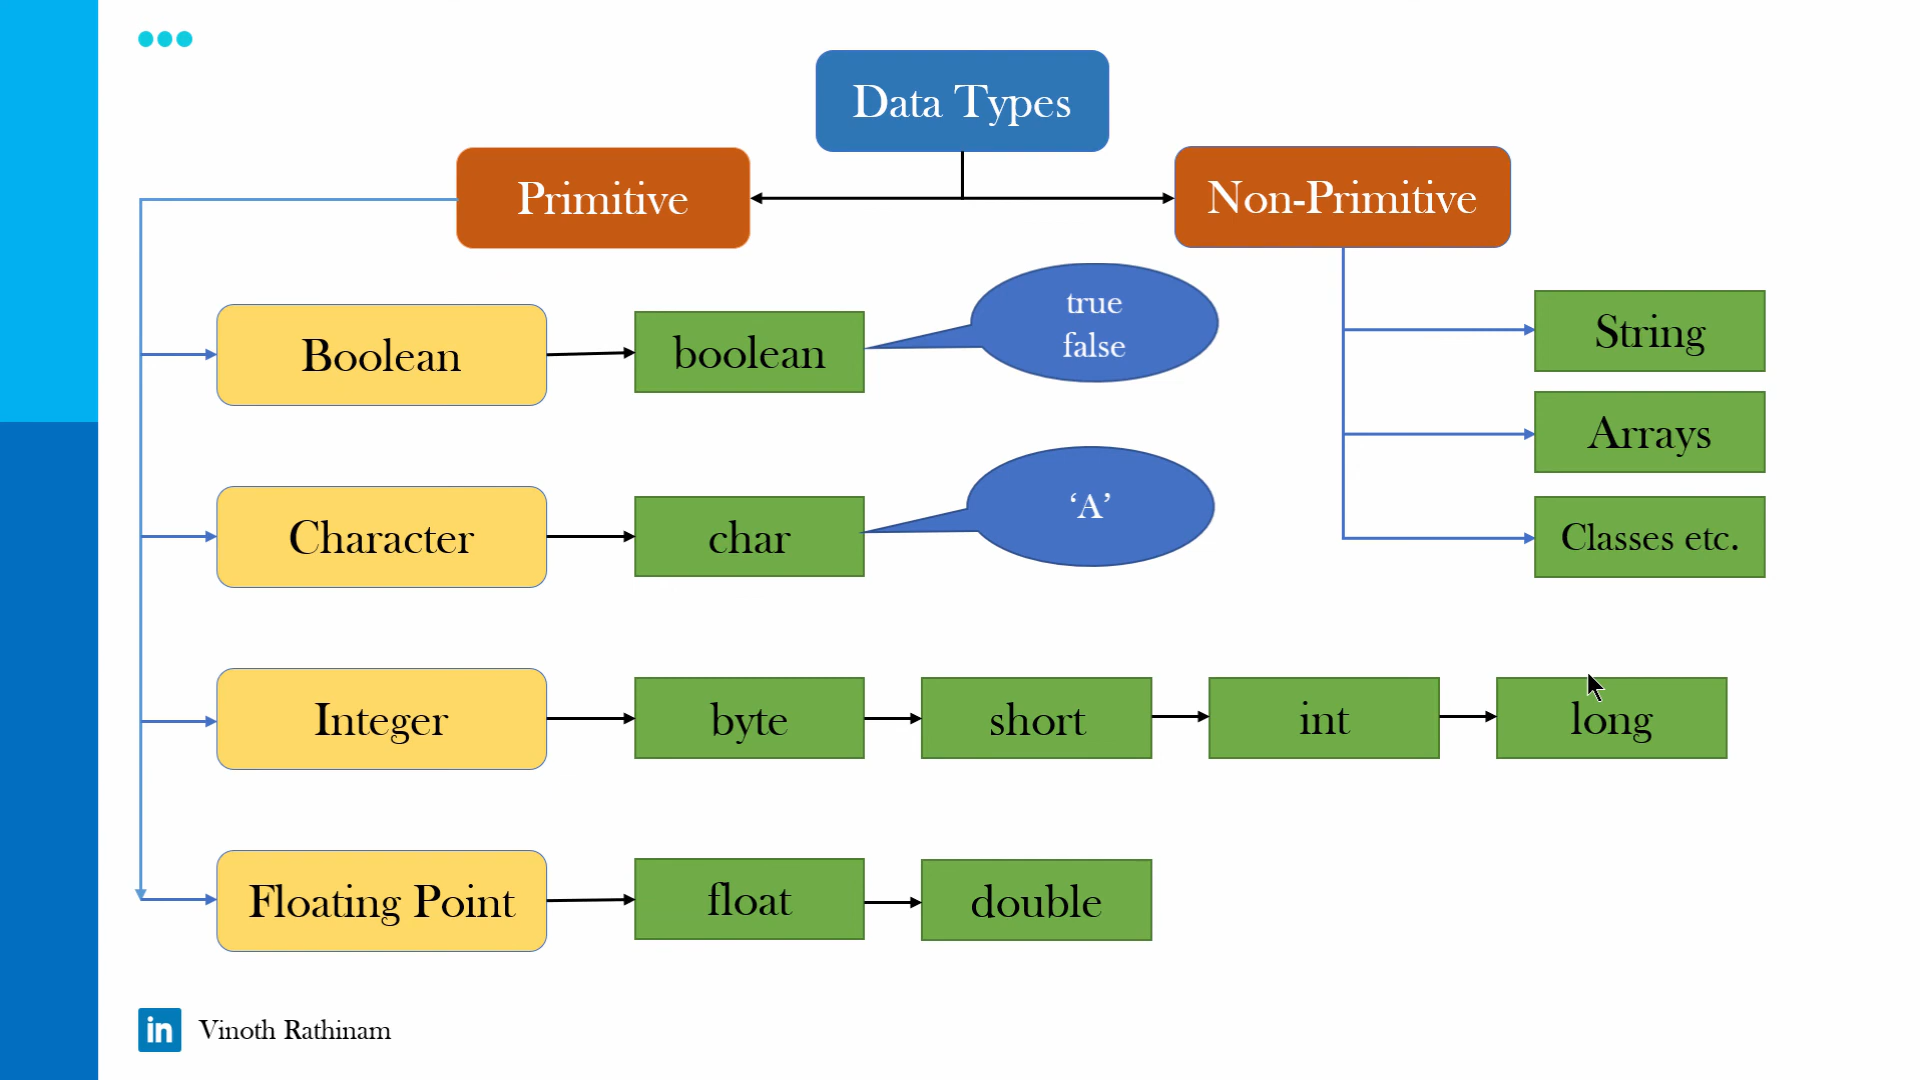 Data Types
Primitive
Non-Primitive
Boolean
boolean
true
false
String
Arrays
Character
char
‘A’
Classes etc.
Integer
byte
short
int
long
Floating Point
float
double
in
Vinoth Rathinam